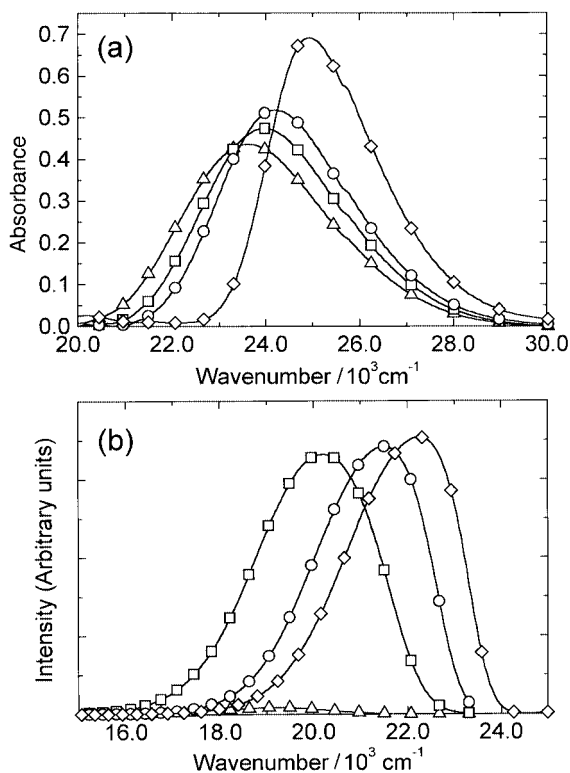 (a)
Absorbance
0.7
0.6
0.5
0.4
0.3
0.2
0.1
0.0
20.0 22.0 24.0 26.0 28.0 30.0
Wavenumber / 10³cm⁻¹
(b)
Intensity (Arbitrary units)
16.0 18.0 20.0 22.0 24.0
Wavenumber / 10³ cm⁻¹